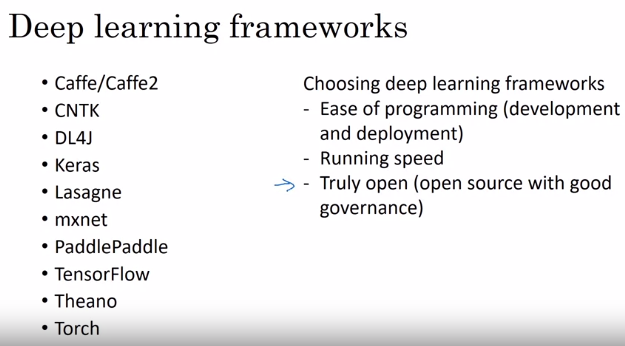 Deep learning frameworks
• Caffe/Caffe2
• CNTK
• DL4J
• Keras
• Lasagne
• mxnet
• PaddlePaddle
• TensorFlow
• Theano
• Torch
Choosing deep learning frameworks
- Ease of programming (development
and deployment)
- Running speed
- Truly open (open source with good
governance)